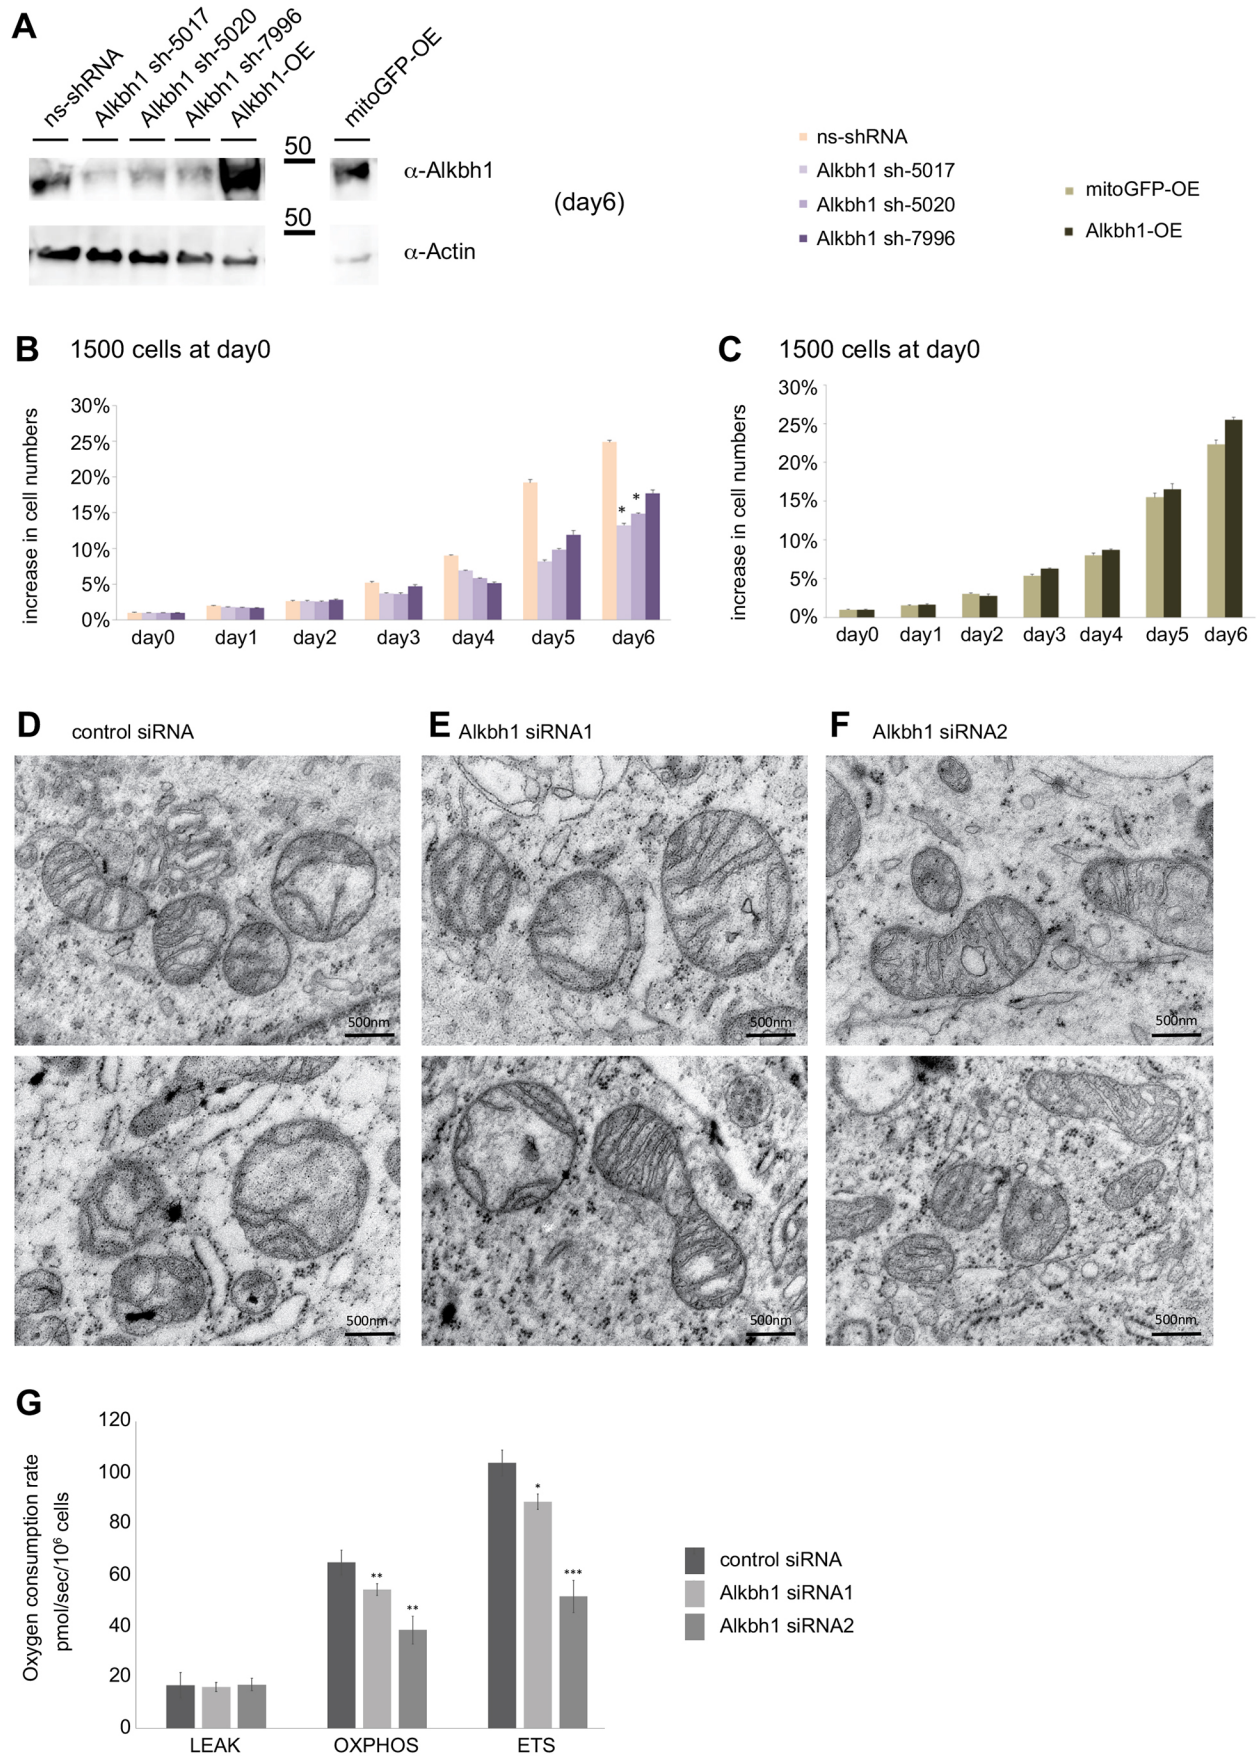 A
ns-shRNA
Alkbh1 sh-5017
Alkbh1 sh-5020
Alkbh1 sh-7996
Alkbh1-OE
mitoGFP-OE
50
α-Alkbh1
50
α-Actin
(day6)
ns-shRNA
Alkbh1 sh-5017
Alkbh1 sh-5020
Alkbh1 sh-7996
mitoGFP-OE
Alkbh1-OE
B 1500 cells at day0
increase in cell numbers
30%
25%
20%
15%
10%
5%
0%
* *
day0 day1 day2 day3 day4 day5 day6
C 1500 cells at day0
increase in cell numbers
30%
25%
20%
15%
10%
5%
0%
day0 day1 day2 day3 day4 day5 day6
D control siRNA
E Alkbh1 siRNA1
F Alkbh1 siRNA2
500nm
500nm
500nm
500nm
500nm
500nm
G
Oxygen consumption rate
pmol/sec/10⁶ cells
120
100
80
60
40
20
0
** **
* ***
LEAK OXPHOS ETS
control siRNA
Alkbh1 siRNA1
Alkbh1 siRNA2